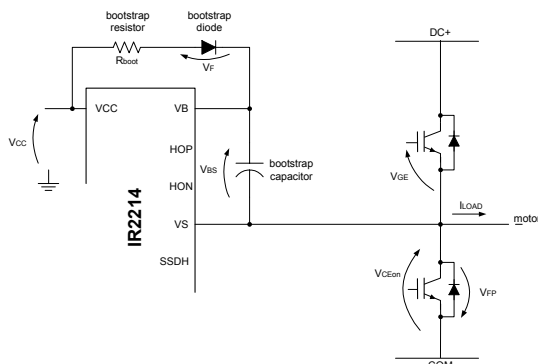 bootstrap
resistor
bootstrap
diode
DC+
Rboot
VF
VCC
VB
VCC
HOP
VBS
bootstrap
capacitor
HON
VGE
IR2214
ILOAD
VS
motor
SSDH
VCEon
VFP
COM